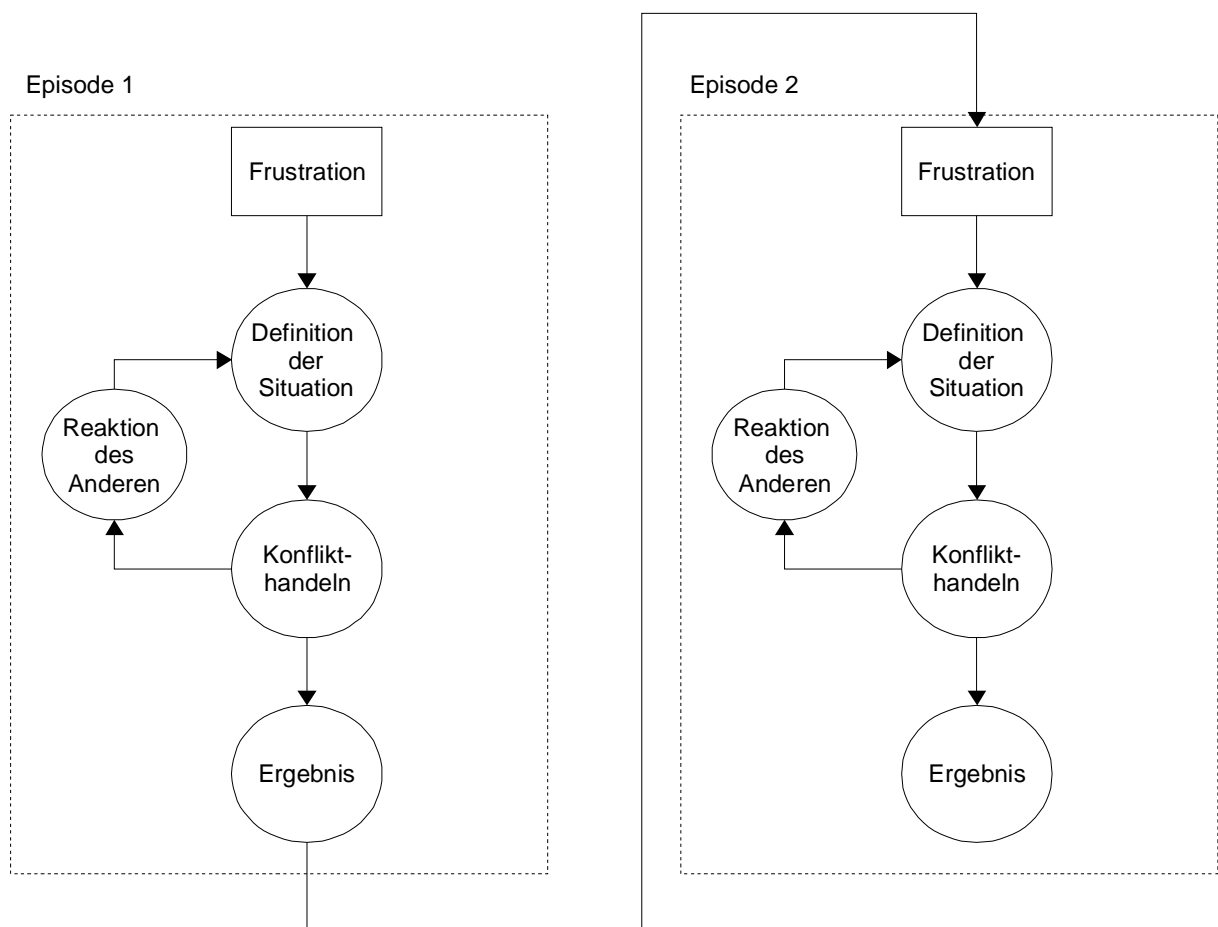 Episode 1
Frustration
Definition
der
Situation
Reaktion
des
Anderen
Konflikt-
handeln
Ergebnis
Episode 2
Frustration
Definition
der
Situation
Reaktion
des
Anderen
Konflikt-
handeln
Ergebnis